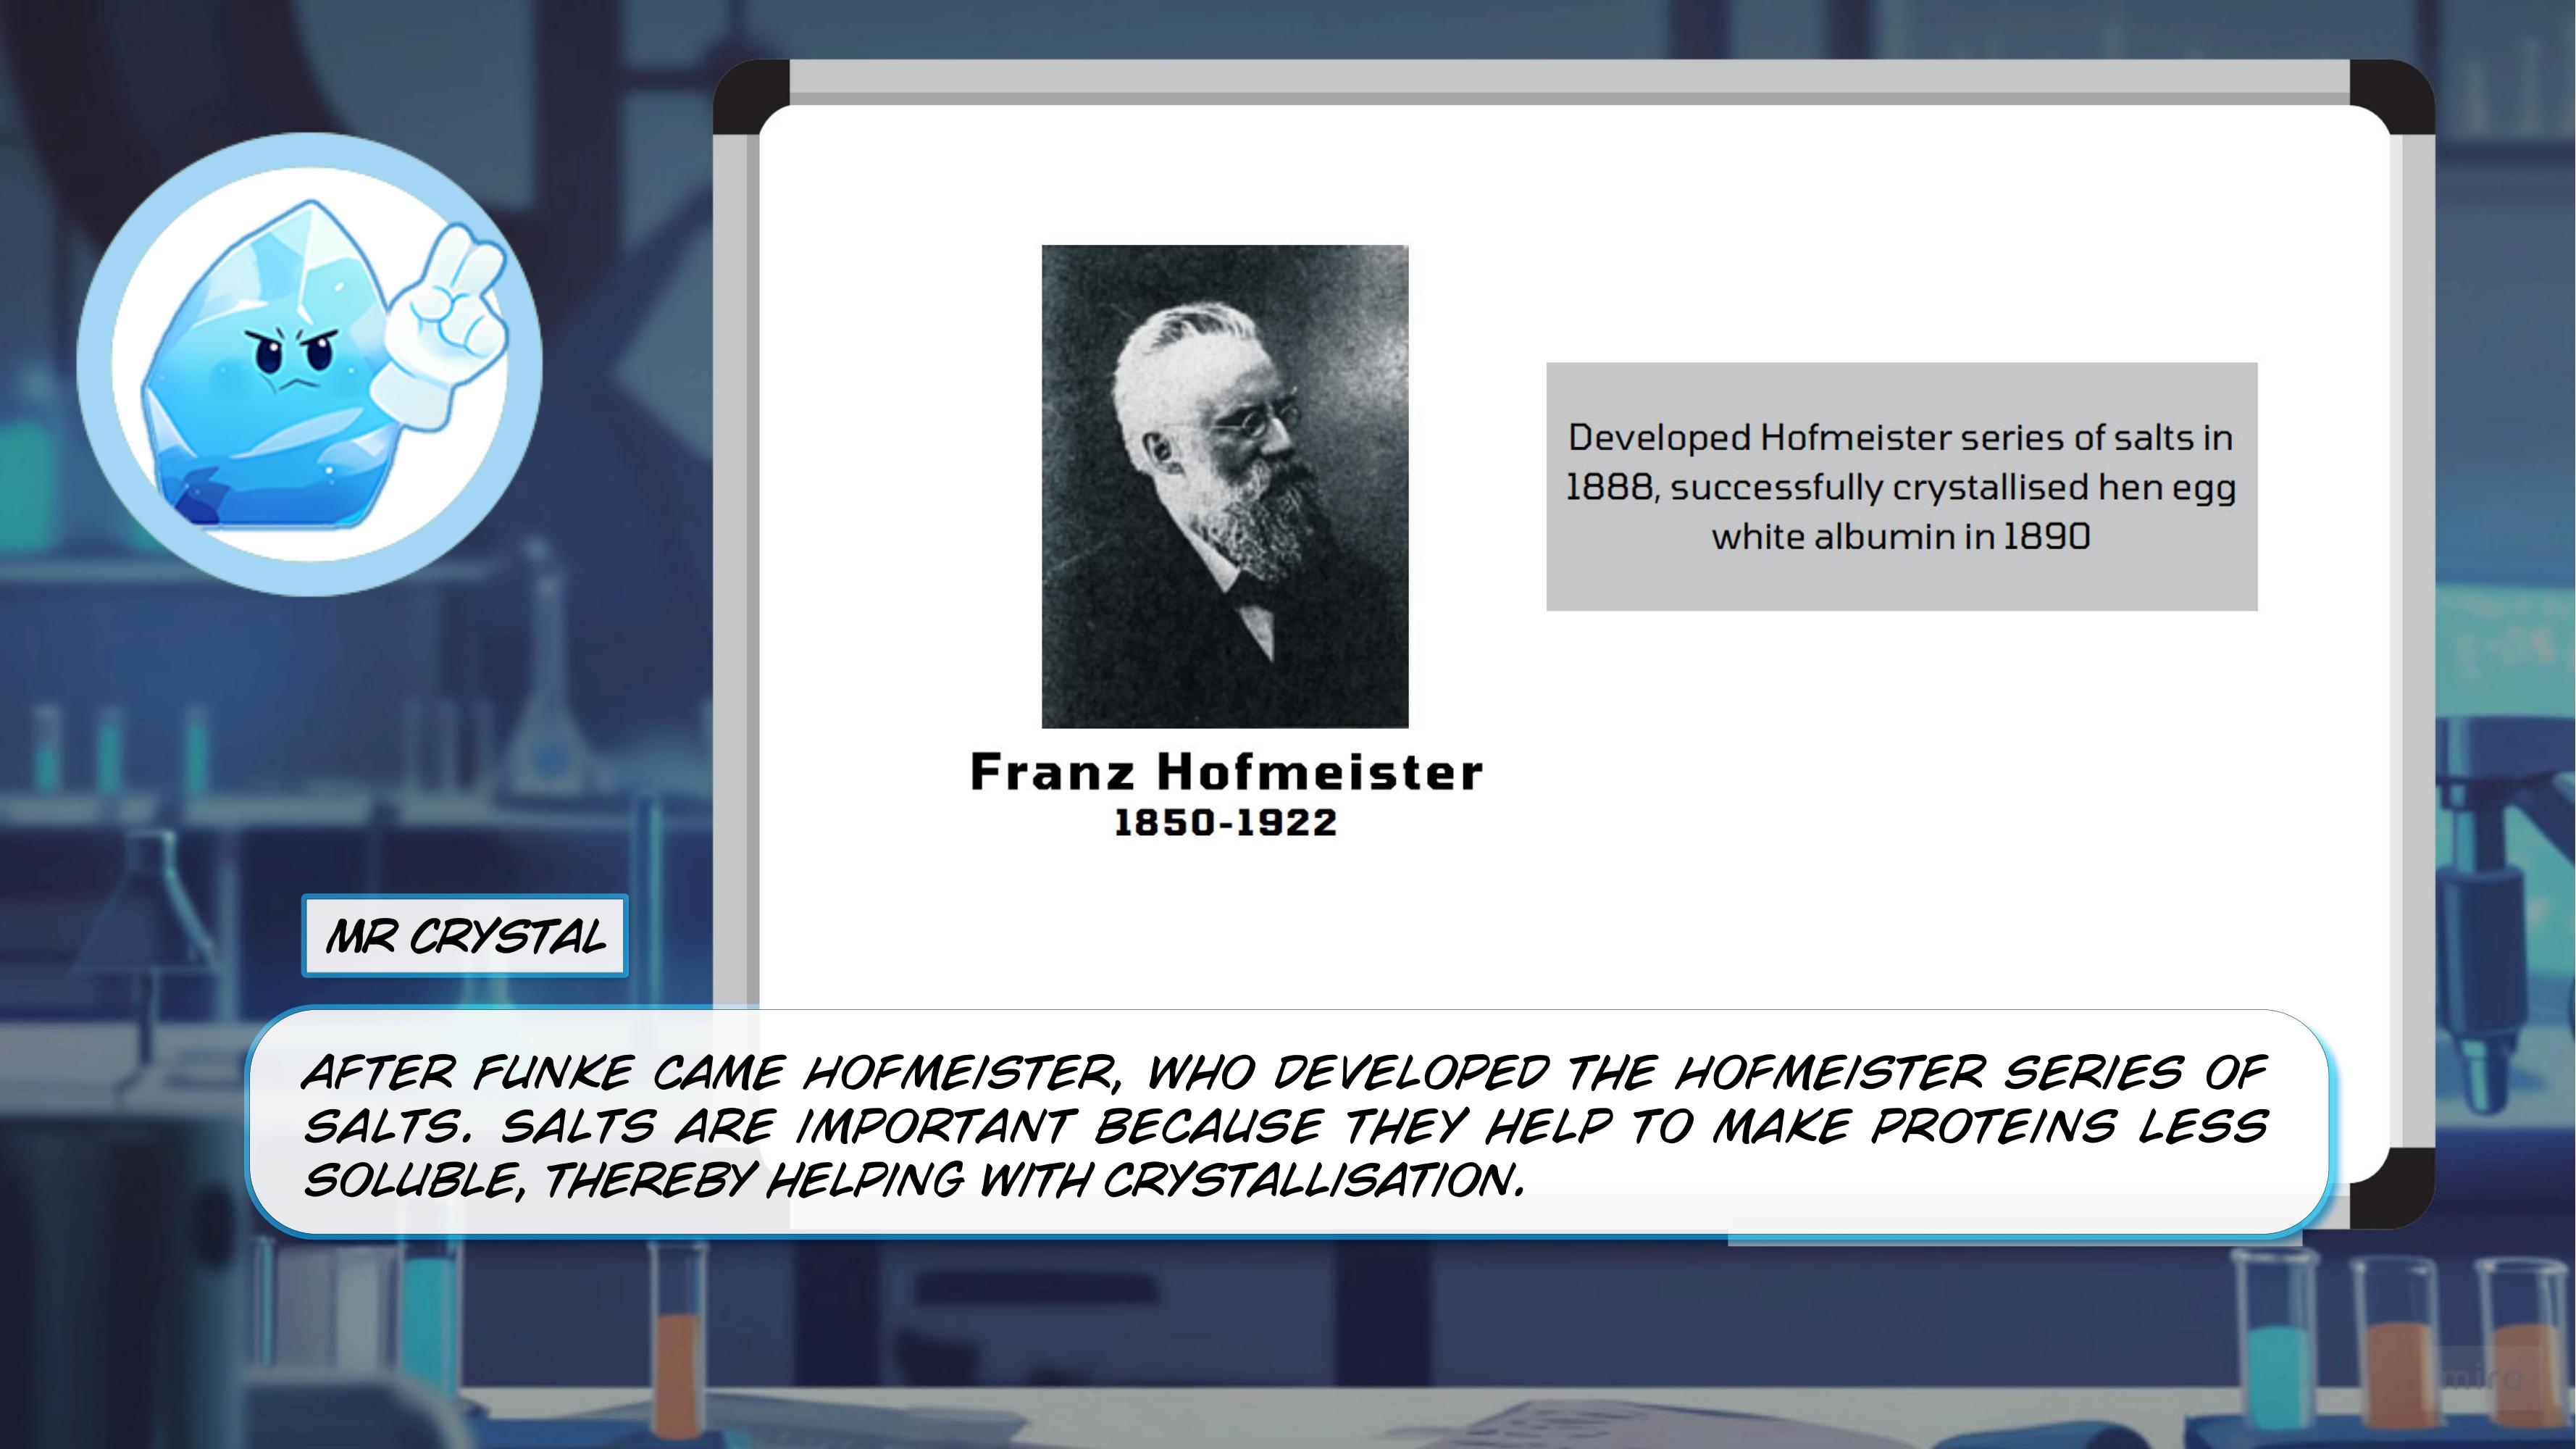 Developed Hofmeister series of salts in
1888, successfully crystallised hen egg
white albumin in 1890
Franz Hofmeister
1850-1922
MR CRYSTAL
AFTER FUNKE CAME HOFMEISTER, WHO DEVELOPED THE HOFMEISTER SERIES OF
SALTS. SALTS ARE IMPORTANT BECAUSE THEY HELP TO MAKE PROTEINS LESS
SOLUBLE, THEREBY HELPING WITH CRYSTALLISATION.
miro